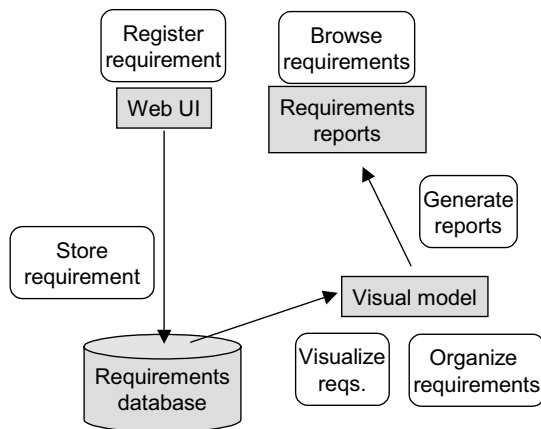 Register
requirement
Web UI
Browse
requirements
Requirements
reports
Generate
reports
Store
requirement
Visual model
Visualize
reqs.
Organize
requirements
Requirements
database